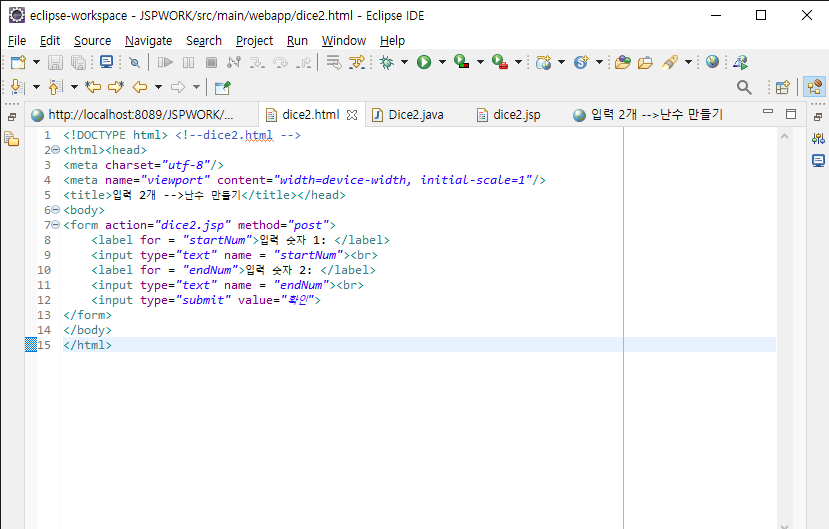 eclipse-workspace - JSPWORK/src/main/webapp/dice2.html - Eclipse IDE
File Edit Source Navigate Search Project Run Window Help
http://localhost:8089/JSPWORK/... dice2.html Dice2.java dice2.jsp 입력 2개 -->난수 만들기
1 <!DOCTYPE html> <!--dice2.html -->
2 <html><head>
3 <meta charset="utf-8"/>
4 <meta name="viewport" content="width=device-width, initial-scale=1"/>
5 <title>입력 2개 -->난수 만들기</title></head>
6 <body>
7 <form action="dice2.jsp" method="post">
8 <label for = "startNum">입력 숫자 1: </label>
9 <input type="text" name = "startNum"><br>
10 <label for = "endNum">입력 숫자 2: </label>
11 <input type="text" name = "endNum"><br>
12 <input type="submit" value="확인">
13 </form>
14 </body>
15 </html>